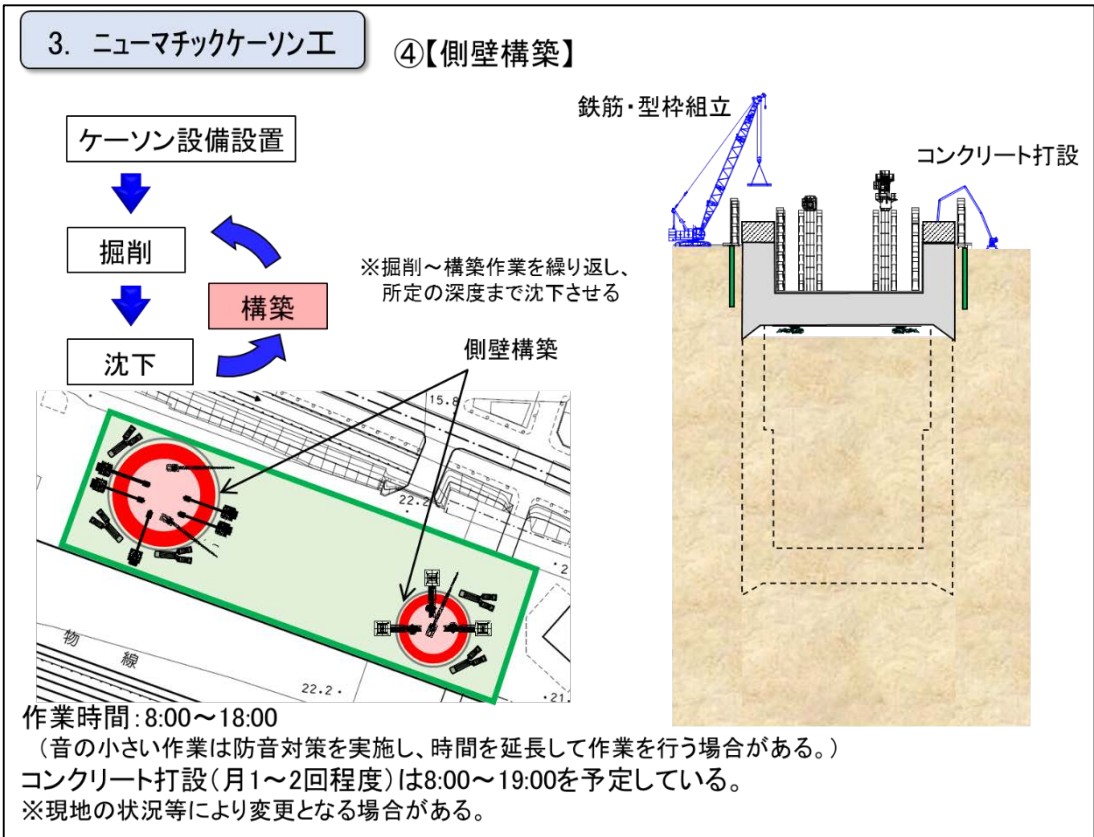 3. ニューマチックケーソン工
④【側壁構築】
ケーソン設備設置
掘削
構築
沈下
※掘削～構築作業を繰り返し、
所定の深度まで沈下させる
側壁構築
鉄筋・型枠組立
コンクリート打設
15.8
22.2
物線
22.2
21.
作業時間：8:00～18:00
（音の小さい作業は防音対策を実施し、時間を延長して作業を行う場合がある。）
コンクリート打設（月1～2回程度）は8:00～19:00を予定している。
※現地の状況等により変更となる場合がある。